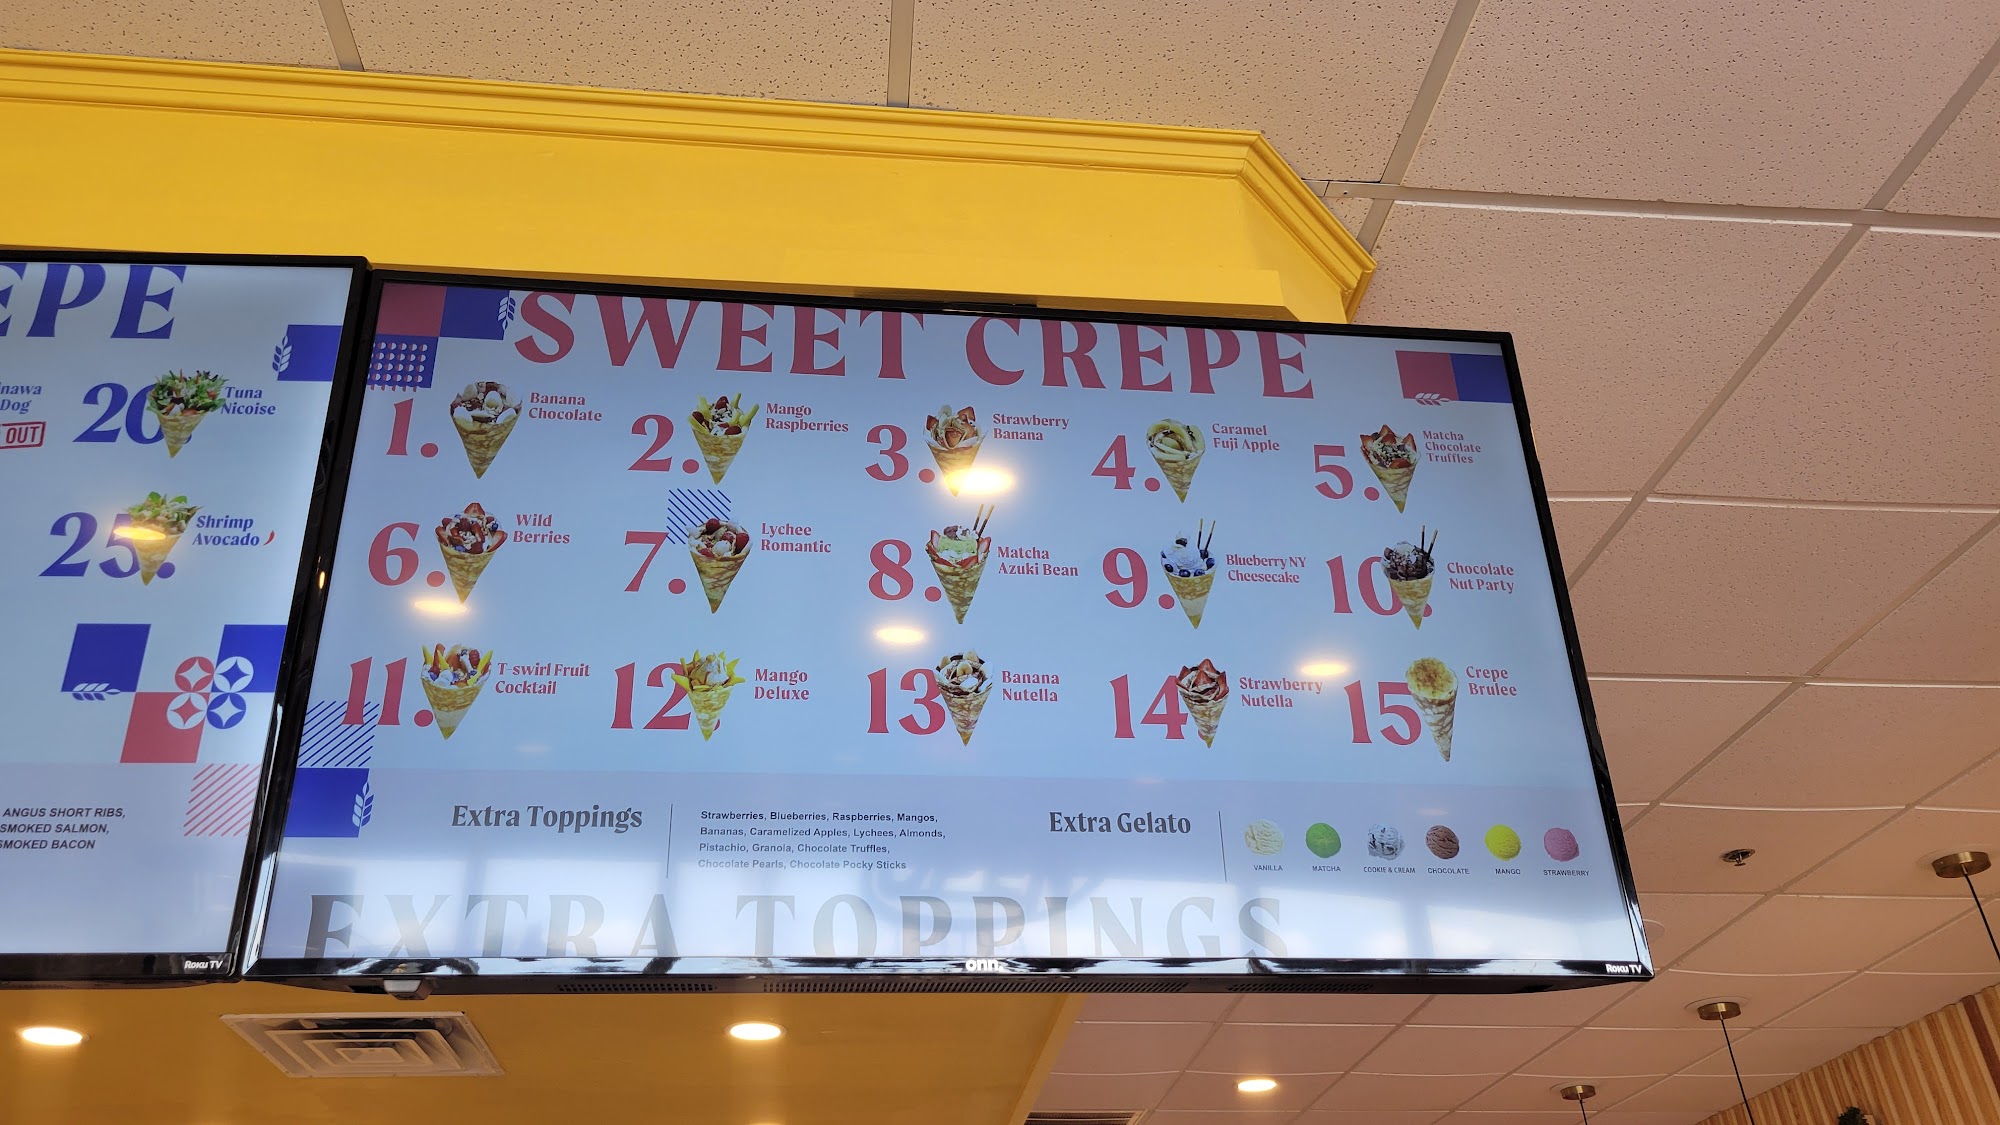 EPE
Dog
OUT
20.
Tuna
Nicoise
25.
Shrimp
Avocado
ANGUS SHORT RIBS,
SMOKED SALMON,
SMOKED BACON
Roku TV
SWEET CREPE
1.
Banana
Chocolate
2.
Mango
Raspberries
3.
Strawberry
Banana
4.
Caramel
Fuji Apple
5.
Matcha
Chocolate
Truffles
6.
Wild
Berries
7.
Lychee
Romantic
8.
Matcha
Azuki Bean
9.
Blueberry NY
Cheesecake
10.
Chocolate
Nut Party
11.
T-swirl Fruit
Cocktail
12.
Mango
Deluxe
13
Banana
Nutella
14
Strawberry
Nutella
15
Crepe
Brulee
Extra Toppings
Strawberries, Blueberries, Raspberries, Mangos,
Bananas, Caramelized Apples, Lychees, Almonds,
Pistachio, Granola, Chocolate Truffles,
Chocolate Pearls, Chocolate Pocky Sticks
Extra Gelato
VANILLA
MATCHA
COOKIE & CREAM
CHOCOLATE
MANGO
STRAWBERRY
EXTRA TOPPINGS
onn.
Roku TV